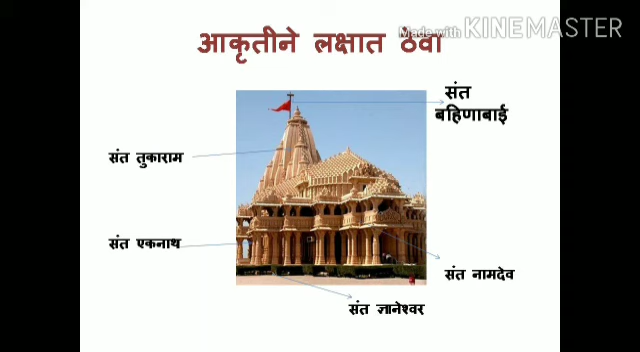 आकृतीने लक्षात ठेवा
Made with KINEMASTER
संत
बहिणाबाई
संत तुकाराम
संत एकनाथ
संत नामदेव
संत ज्ञानेश्वर